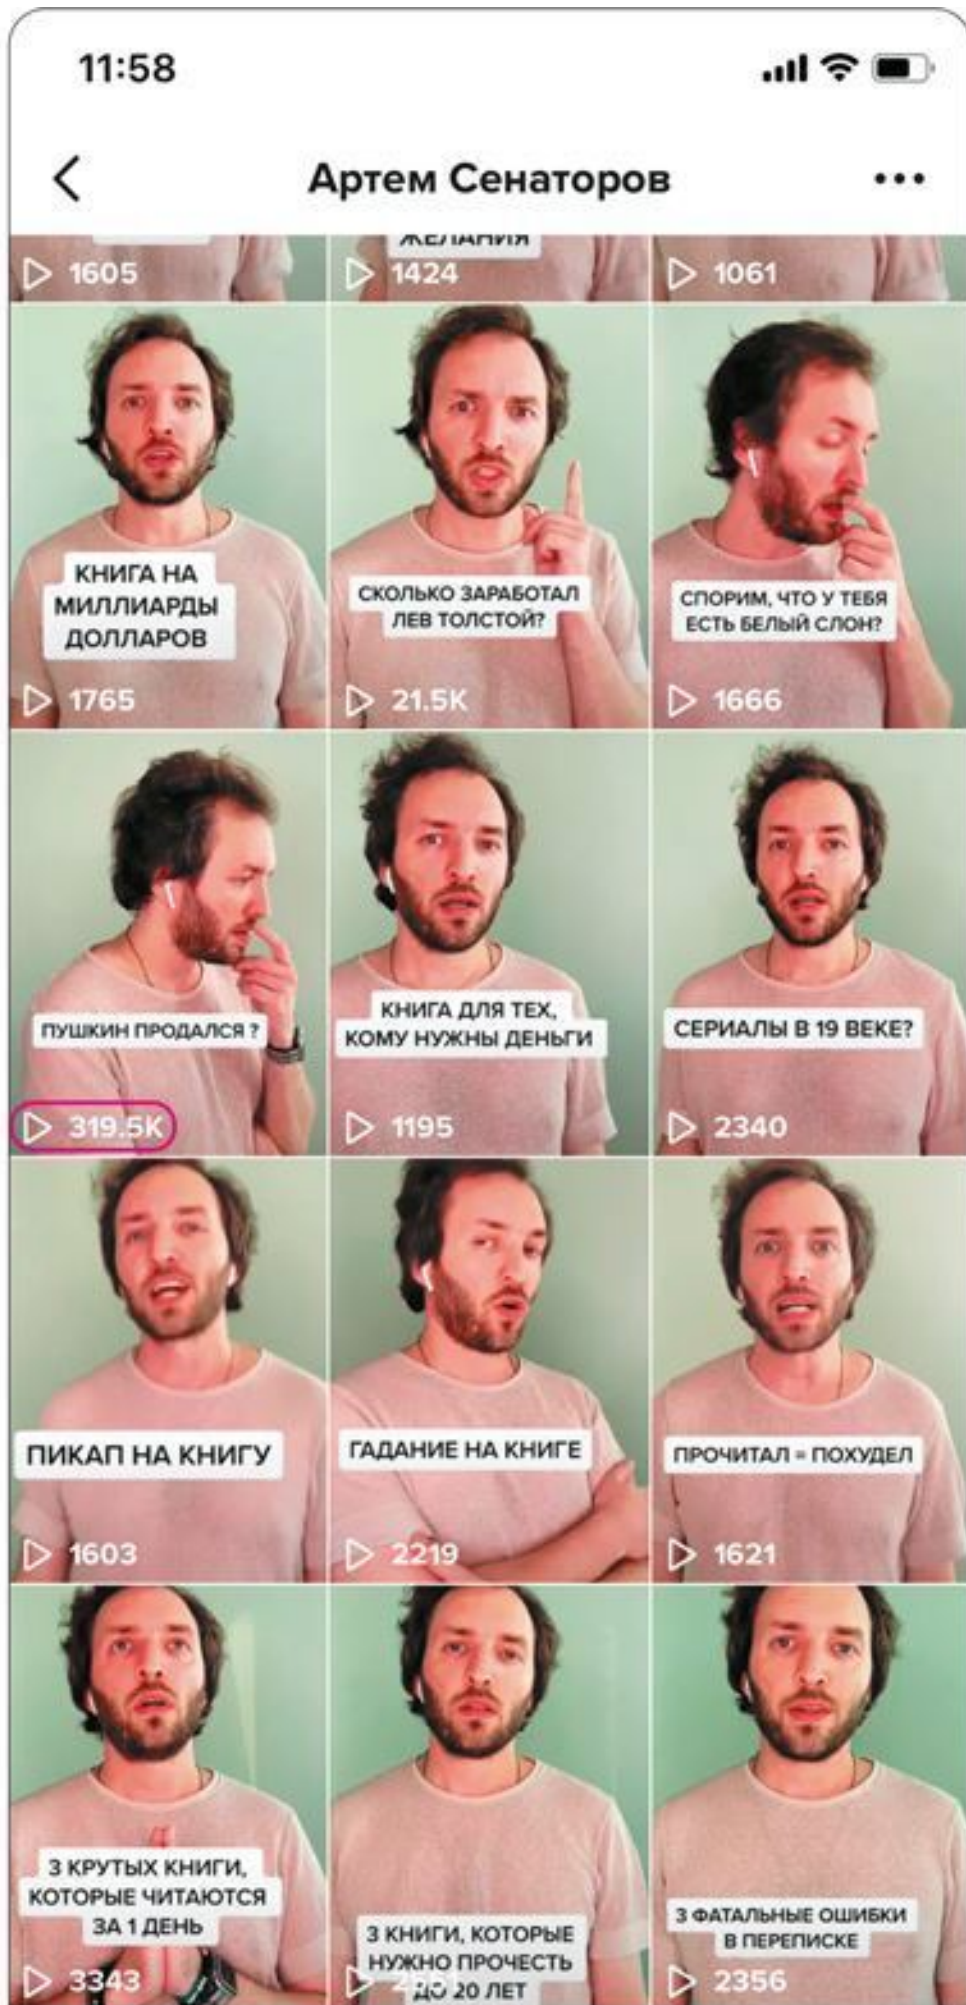 11:58
Артем Сенаторов
ЖЕЛАНИЯ
1605
1424
1061
КНИГА НА
МИЛЛИАРДЫ
ДОЛЛАРОВ
1765
СКОЛЬКО ЗАРАБОТАЛ
ЛЕВ ТОЛСТОЙ?
21.5K
СПОРИМ, ЧТО У ТЕБЯ
ЕСТЬ БЕЛЫЙ СЛОН?
1666
ПУШКИН ПРОДАЛСЯ ?
319.5K
КНИГА ДЛЯ ТЕХ,
КОМУ НУЖНЫ ДЕНЬГИ
1195
СЕРИАЛЫ В 19 ВЕКЕ?
2340
ПИКАП НА КНИГУ
1603
ГАДАНИЕ НА КНИГЕ
2219
ПРОЧИТАЛ = ПОХУДЕЛ
1621
3 КРУТЫХ КНИГИ,
КОТОРЫЕ ЧИТАЮТСЯ
ЗА 1 ДЕНЬ
3343
3 КНИГИ, КОТОРЫЕ
НУЖНО ПРОЧЕСТЬ
ДО 20 ЛЕТ
3 ФАТАЛЬНЫЕ ОШИБКИ
В ПЕРЕПИСКЕ
2356